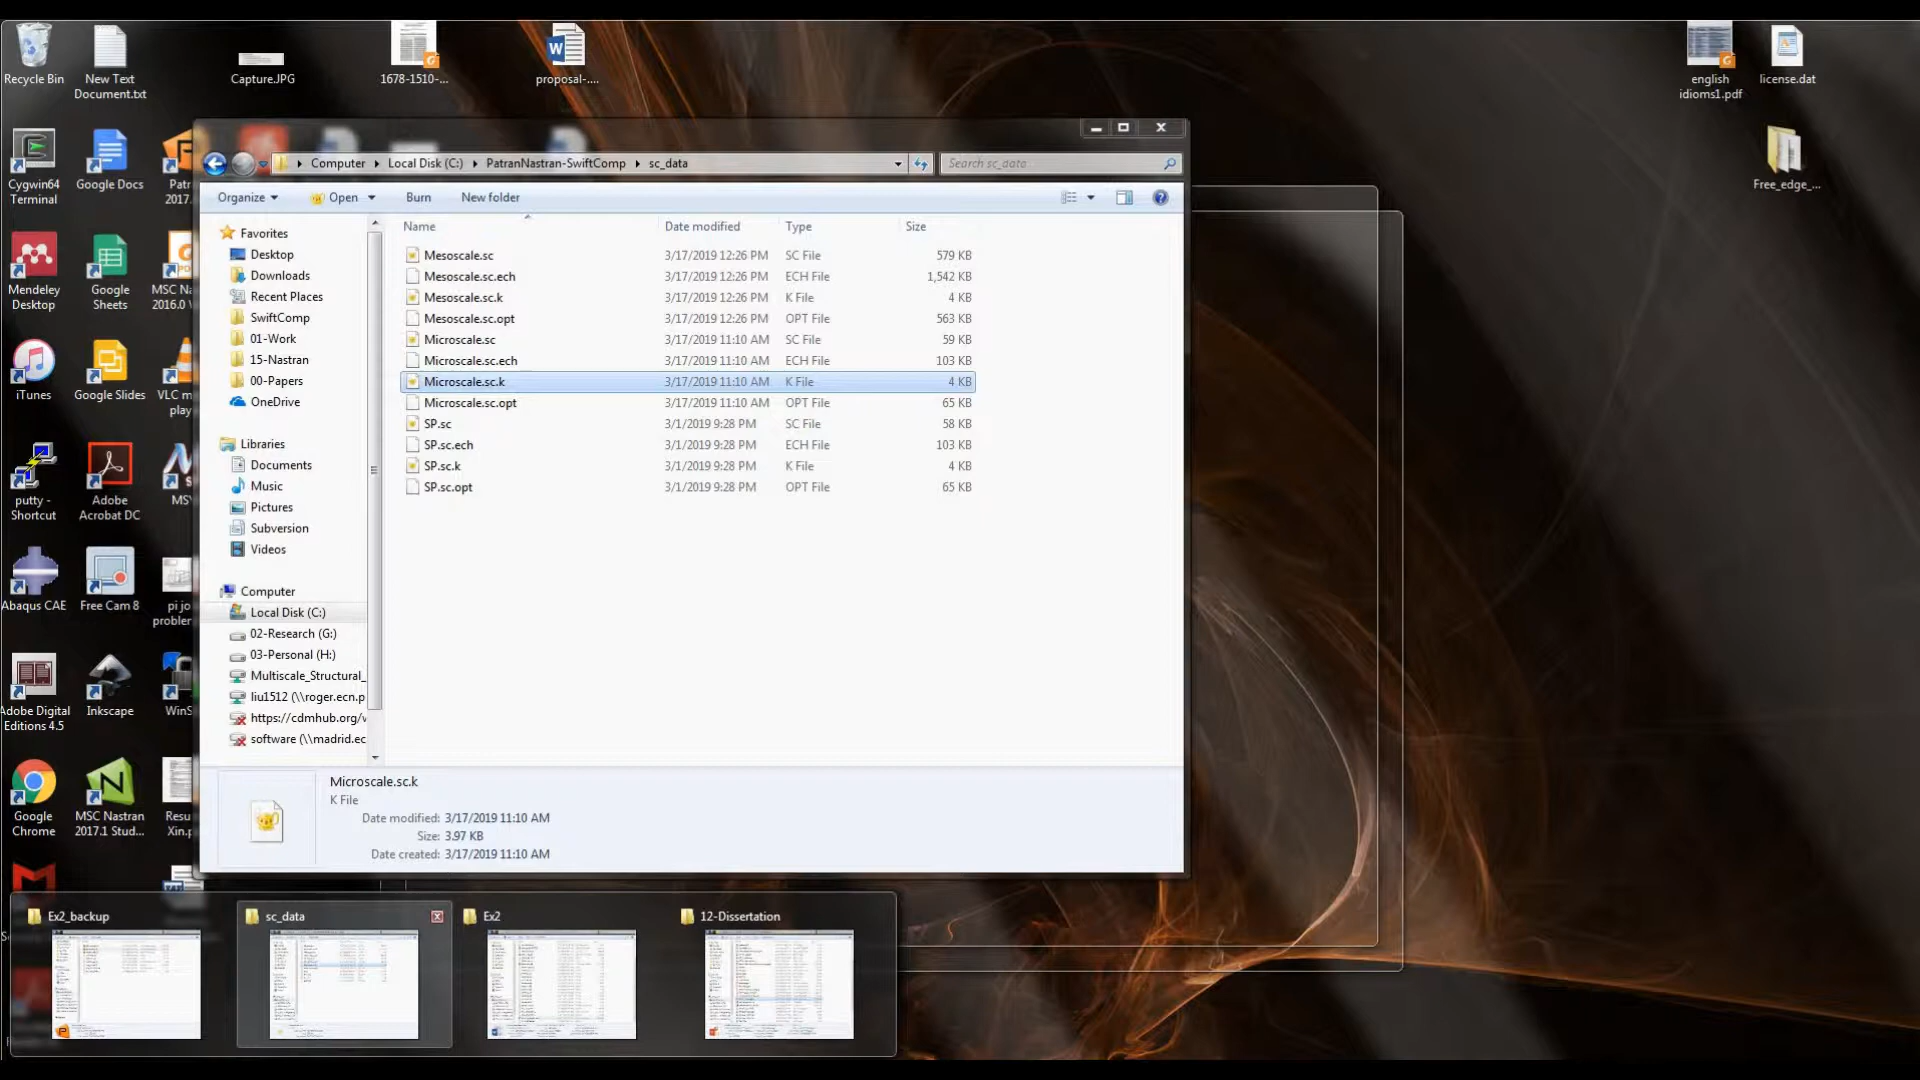 Recycle Bin
New Text
Document.txt
Capture.JPG
1678-1510-...
proposal-....
english
idioms1.pdf
license.dat
Cygwin64
Terminal
Google Docs
Patr
2017.
Free_edge_...
Mendeley
Desktop
Google
Sheets
MSC N
2016.0
iTunes
Google Slides
VLC m
play
putty -
Shortcut
Adobe
Acrobat DC
MSV
Abaqus CAE
Free Cam 8
pi jo
problem
Adobe Digital
Editions 4.5
Inkscape
WinS
Google
Chrome
MSC Nastran
2017.1 Stud...
Resu
Xin.p
Computer
Local Disk (C:)
PatranNastran-SwiftComp
sc_data
Search sc_data
Organize
Open
Burn
New folder
Favorites
Desktop
Downloads
Recent Places
SwiftComp
01-Work
15-Nastran
00-Papers
OneDrive
Libraries
Documents
Music
Pictures
Subversion
Videos
Computer
Local Disk (C:)
02-Research (G:)
03-Personal (H:)
Multiscale_Structural_
liu1512 (\\roger.ecn.p
https://cdmhub.org/w
software (\\madrid.ec
Name Date modified Type Size
Mesoscale.sc 3/17/2019 12:26 PM SC File 579 KB
Mesoscale.sc.ech 3/17/2019 12:26 PM ECH File 1,542 KB
Mesoscale.sc.k 3/17/2019 12:26 PM K File 4 KB
Mesoscale.sc.opt 3/17/2019 12:26 PM OPT File 563 KB
Microscale.sc 3/17/2019 11:10 AM SC File 59 KB
Microscale.sc.ech 3/17/2019 11:10 AM ECH File 103 KB
Microscale.sc.k 3/17/2019 11:10 AM K File 4 KB
Microscale.sc.opt 3/17/2019 11:10 AM OPT File 65 KB
SP.sc 3/1/2019 9:28 PM SC File 58 KB
SP.sc.ech 3/1/2019 9:28 PM ECH File 103 KB
SP.sc.k 3/1/2019 9:28 PM K File 4 KB
SP.sc.opt 3/1/2019 9:28 PM OPT File 65 KB
Microscale.sc.k
K File
Date modified: 3/17/2019 11:10 AM
Size: 3.97 KB
Date created: 3/17/2019 11:10 AM
Ex2_backup
sc_data
Ex2
12-Dissertation